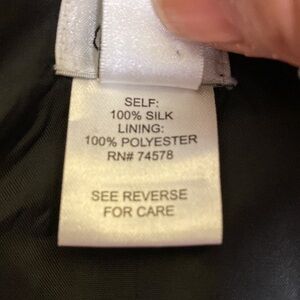 SELF:
100% SILK
LINING:
100% POLYESTER
RN# 74578
SEE REVERSE
FOR CARE